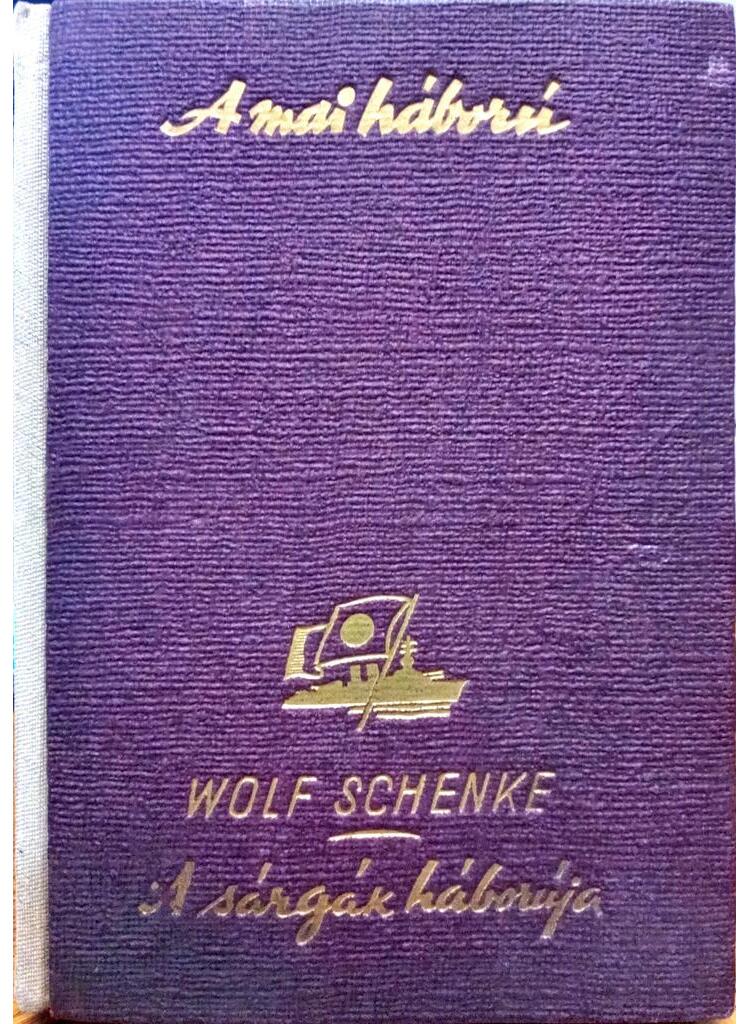 A mai háború
WOLF SCHENKE
A sárgák háborúja